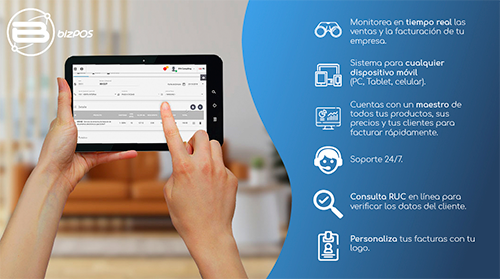 bizPOS
Monitorea en tiempo real las
ventas y la facturación de tu
empresa.
Sistema para cualquier
dispositivo móvil
(PC, Tablet, celular).
Cuentas con un maestro de
todos tus productos, sus
precios y tus clientes para
facturar rápidamente.
Soporte 24/7.
Consulta RUC en línea para
verificar los datos del cliente.
Personaliza tus facturas con tu
logo.